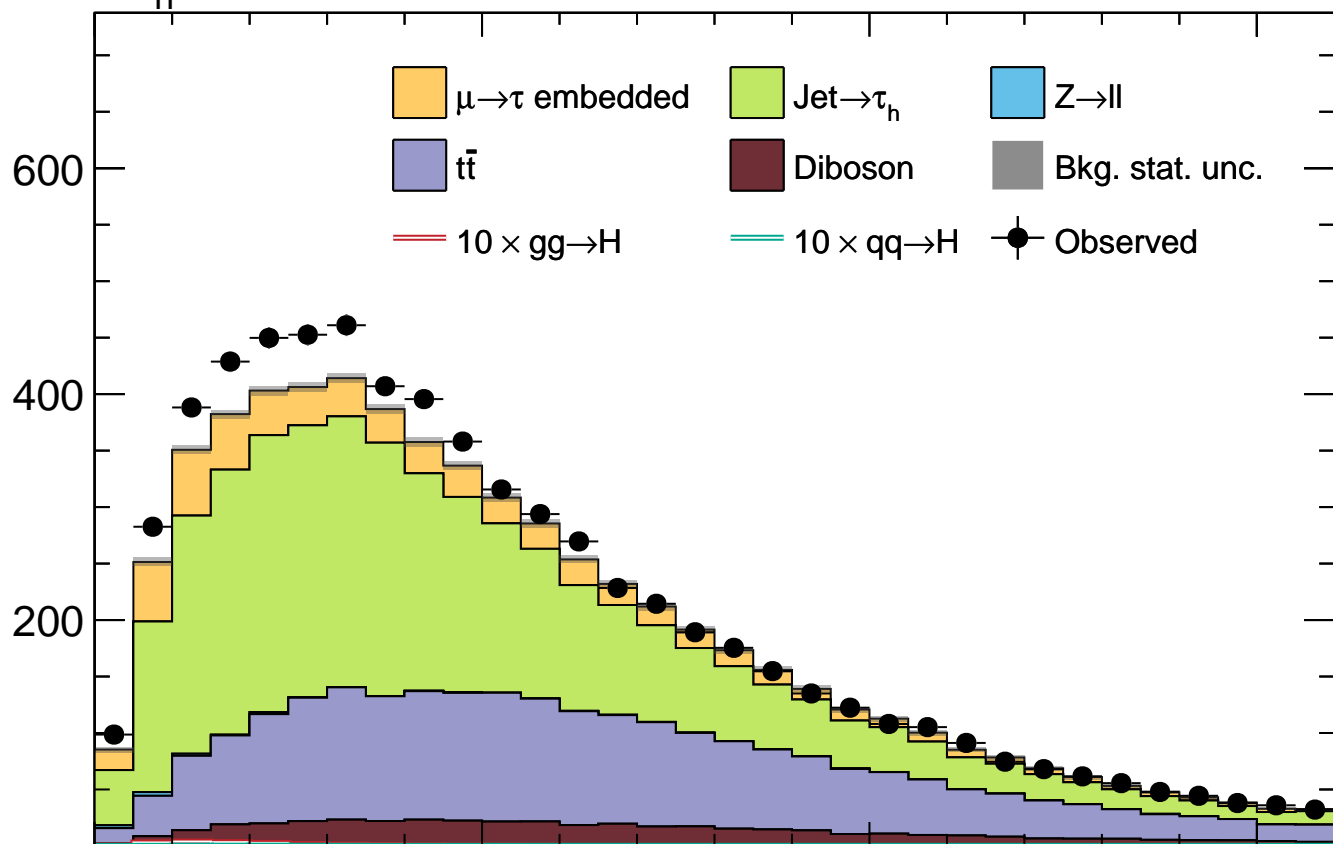 μ→τ embedded Jet→τₕ Z→ll
600 tt̄ Diboson Bkg. stat. unc.
10 × gg→H 10 × qq→H Observed
400
200